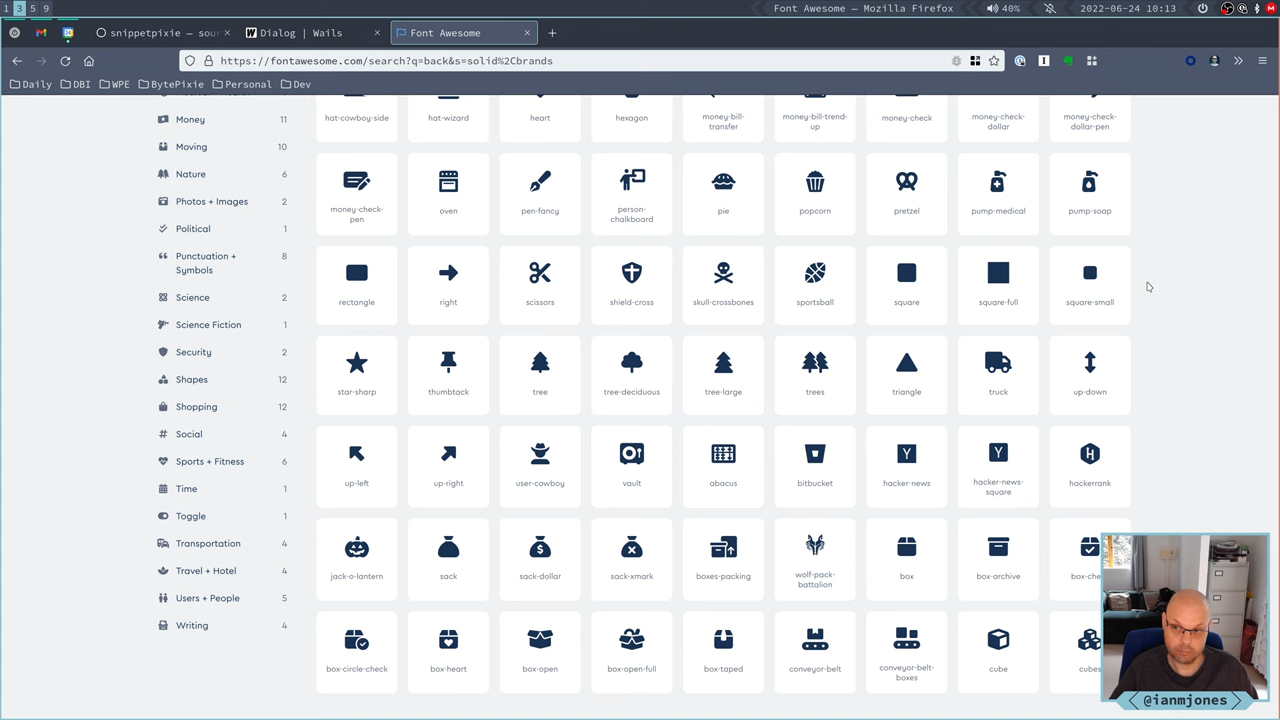 1 3 5 9
Font Awesome — Mozilla Firefox
40%
2022-06-24 10:13
snippetpixie — sour
Dialog | Wails
Font Awesome
https://fontawesome.com/search?q=back&s=solid%2Cbrands
Daily
DBI
WPE
BytePixie
Personal
Dev
Money 11
Moving 10
Nature 6
Photos + Images 2
Political 1
Punctuation +
Symbols 8
Science 2
Science Fiction 1
Security 2
Shapes 12
Shopping 12
Social 4
Sports + Fitness 6
Time 1
Toggle 1
Transportation 4
Travel + Hotel 4
Users + People 5
Writing 4
hat-cowboy-side
hat-wizard
heart
hexagon
money-bill-
transfer
money-bill-trend-
up
money-check
money-check-
dollar
money-check-
dollar-pen
money-check-
pen
oven
pen-fancy
person-
chalkboard
pie
popcorn
pretzel
pump-medical
pump-soap
rectangle
right
scissors
shield-cross
skull-crossbones
sportsball
square
square-full
square-small
star-sharp
thumbtack
tree
tree-deciduous
tree-large
trees
triangle
truck
up-down
up-left
up-right
user-cowboy
vault
abacus
bitbucket
Y
hacker-news
Y
hacker-news-
square
H
hackerrank
jack-o-lantern
sack
$
sack-dollar
sack-xmark
boxes-packing
wolf-pack-
battalion
box
box-archive
box-che
box-circle-check
box-heart
box-open
box-open-full
box-taped
conveyor-belt
conveyor-belt-
boxes
cube
cubes
@ianmjones